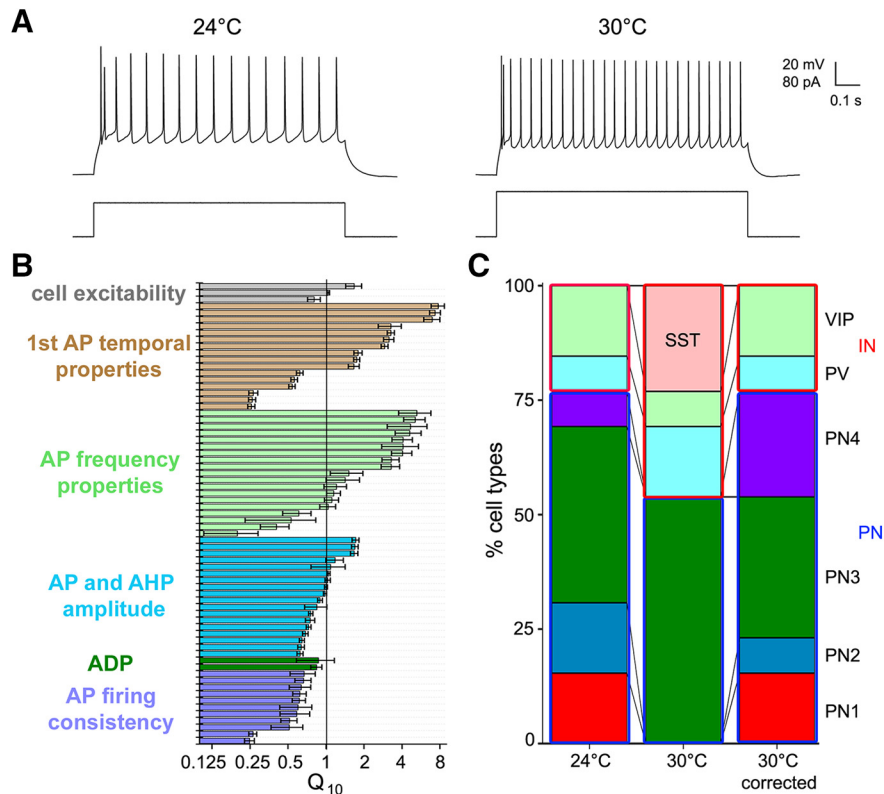 A
24°C
30°C
20 mV
80 pA
0.1 s
B
cell excitability
1st AP temporal
properties
AP frequency
properties
AP and AHP
amplitude
ADP
AP firing
consistency
0.125
0.25
0.5
1
2
4
8
Q10
C
% cell types
100
75
50
25
0
SST
VIP
IN
PV
PN4
PN
PN3
PN2
PN1
24°C
30°C
30°C
corrected